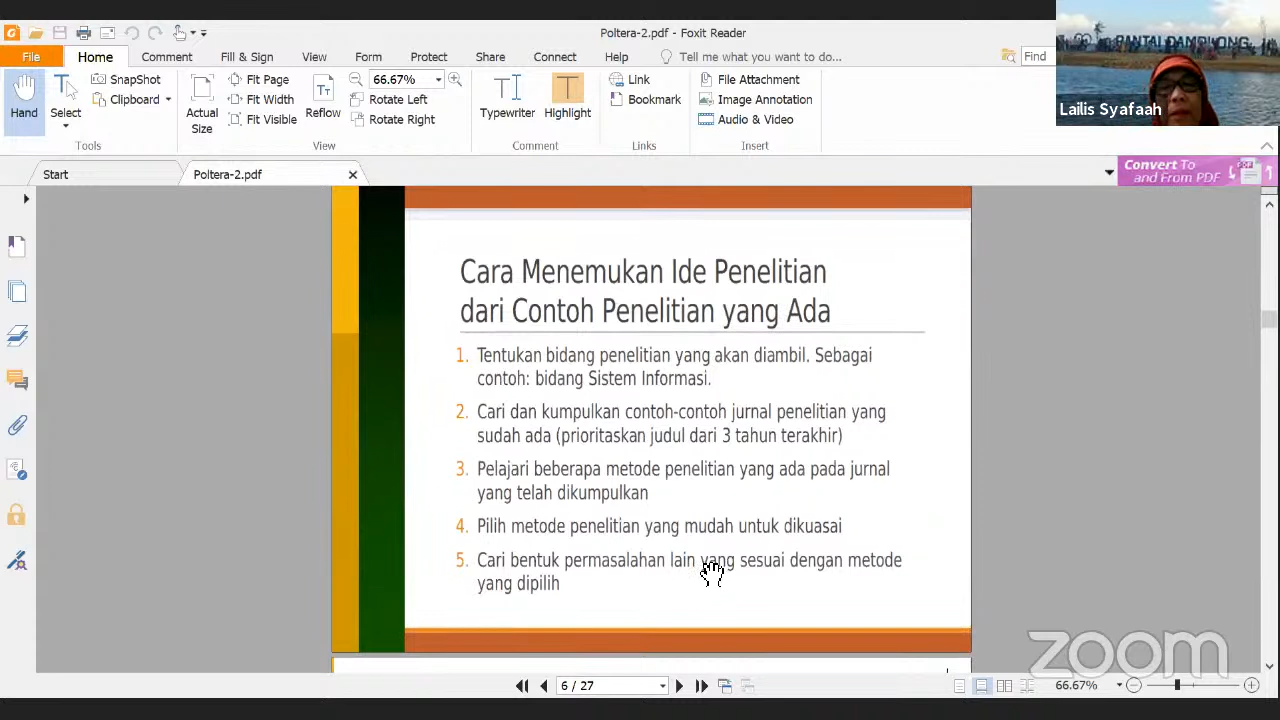 Poltera-2.pdf - Foxit Reader
PANTAI CAMPLONG
File Home Comment Fill & Sign View Form Protect Share Connect Help Tell me what you want to do.. Find
Lailis Syafaah
Hand
Select
SnapShot
Clipboard
Tools
Actual Size
Fit Page
Fit Width
Fit Visible
Reflow
66.67%
Rotate Left
Rotate Right
View
Typewriter
Highlight
Comment
Link
Bookmark
Links
File Attachment
Image Annotation
Audio & Video
Insert
Start
Poltera-2.pdf
Convert To
and From PDF
Cara Menemukan Ide Penelitian
dari Contoh Penelitian yang Ada
1. Tentukan bidang penelitian yang akan diambil. Sebagai
contoh: bidang Sistem Informasi.
2. Cari dan kumpulkan contoh-contoh jurnal penelitian yang
sudah ada (prioritaskan judul dari 3 tahun terakhir)
3. Pelajari beberapa metode penelitian yang ada pada jurnal
yang telah dikumpulkan
4. Pilih metode penelitian yang mudah untuk dikuasai
5. Cari bentuk permasalahan lain yang sesuai dengan metode
yang dipilih
zoom
6 / 27
66.67%